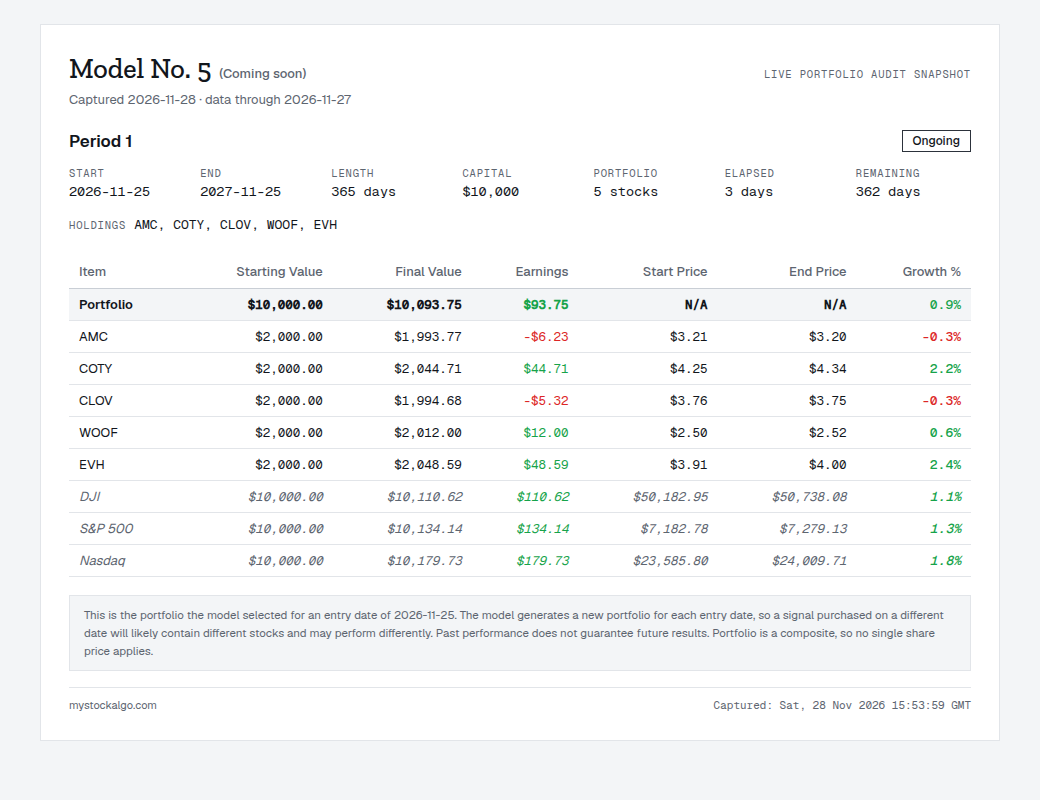 Model No. 5 (Coming soon)
LIVE PORTFOLIO AUDIT SNAPSHOT
Captured 2026-11-28 · data through 2026-11-27
Period 1
Ongoing
START END LENGTH CAPITAL PORTFOLIO ELAPSED REMAINING
2026-11-25 2027-11-25 365 days $10,000 5 stocks 3 days 362 days
HOLDINGS AMC, COTY, CLOV, WOOF, EVH
Item Starting Value Final Value Earnings Start Price End Price Growth %
Portfolio $10,000.00 $10,093.75 $93.75 N/A N/A 0.9%
AMC $2,000.00 $1,993.77 -$6.23 $3.21 $3.20 -0.3%
COTY $2,000.00 $2,044.71 $44.71 $4.25 $4.34 2.2%
CLOV $2,000.00 $1,994.68 -$5.32 $3.76 $3.75 -0.3%
WOOF $2,000.00 $2,012.00 $12.00 $2.50 $2.52 0.6%
EVH $2,000.00 $2,048.59 $48.59 $3.91 $4.00 2.4%
DJI $10,000.00 $10,110.62 $110.62 $50,182.95 $50,738.08 1.1%
S&P 500 $10,000.00 $10,134.14 $134.14 $7,182.78 $7,279.13 1.3%
Nasdaq $10,000.00 $10,179.73 $179.73 $23,585.80 $24,009.71 1.8%
This is the portfolio the model selected for an entry date of 2026-11-25. The model generates a new portfolio for each entry date, so a signal purchased on a different
date will likely contain different stocks and may perform differently. Past performance does not guarantee future results. Portfolio is a composite, so no single share
price applies.
mystockalgo.com
Captured: Sat, 28 Nov 2026 15:53:59 GMT